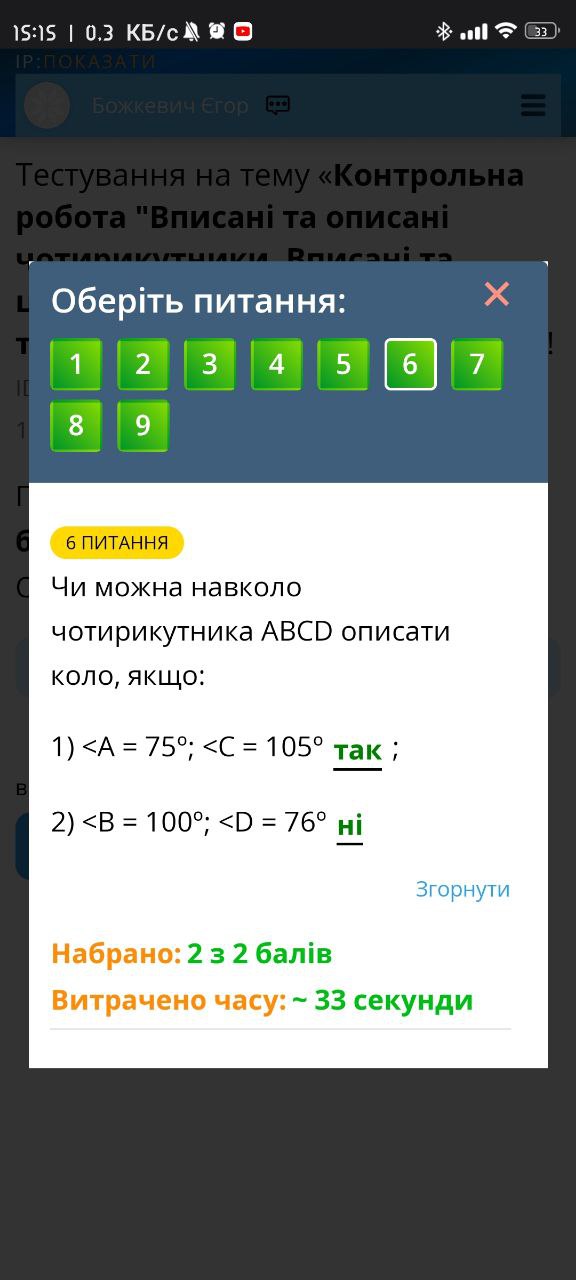 15:15 | 0,3 КБ/с
33
IP:ПОКАЗАТИ
Божкевич Єгор
Тестування на тему «Контрольна
робота "Вписані та описані
чотирикутники. Вписані та
Оберіть питання:
1 2 3 4 5 6 7
8 9
6 ПИТАННЯ
Чи можна навколо
чотирикутника ABCD описати
коло, якщо:
1) <A = 75º; <C = 105º так ;
2) <B = 100º; <D = 76º ні
Згорнути
Набрано: 2 з 2 балів
Витрачено часу: ~ 33 секунди